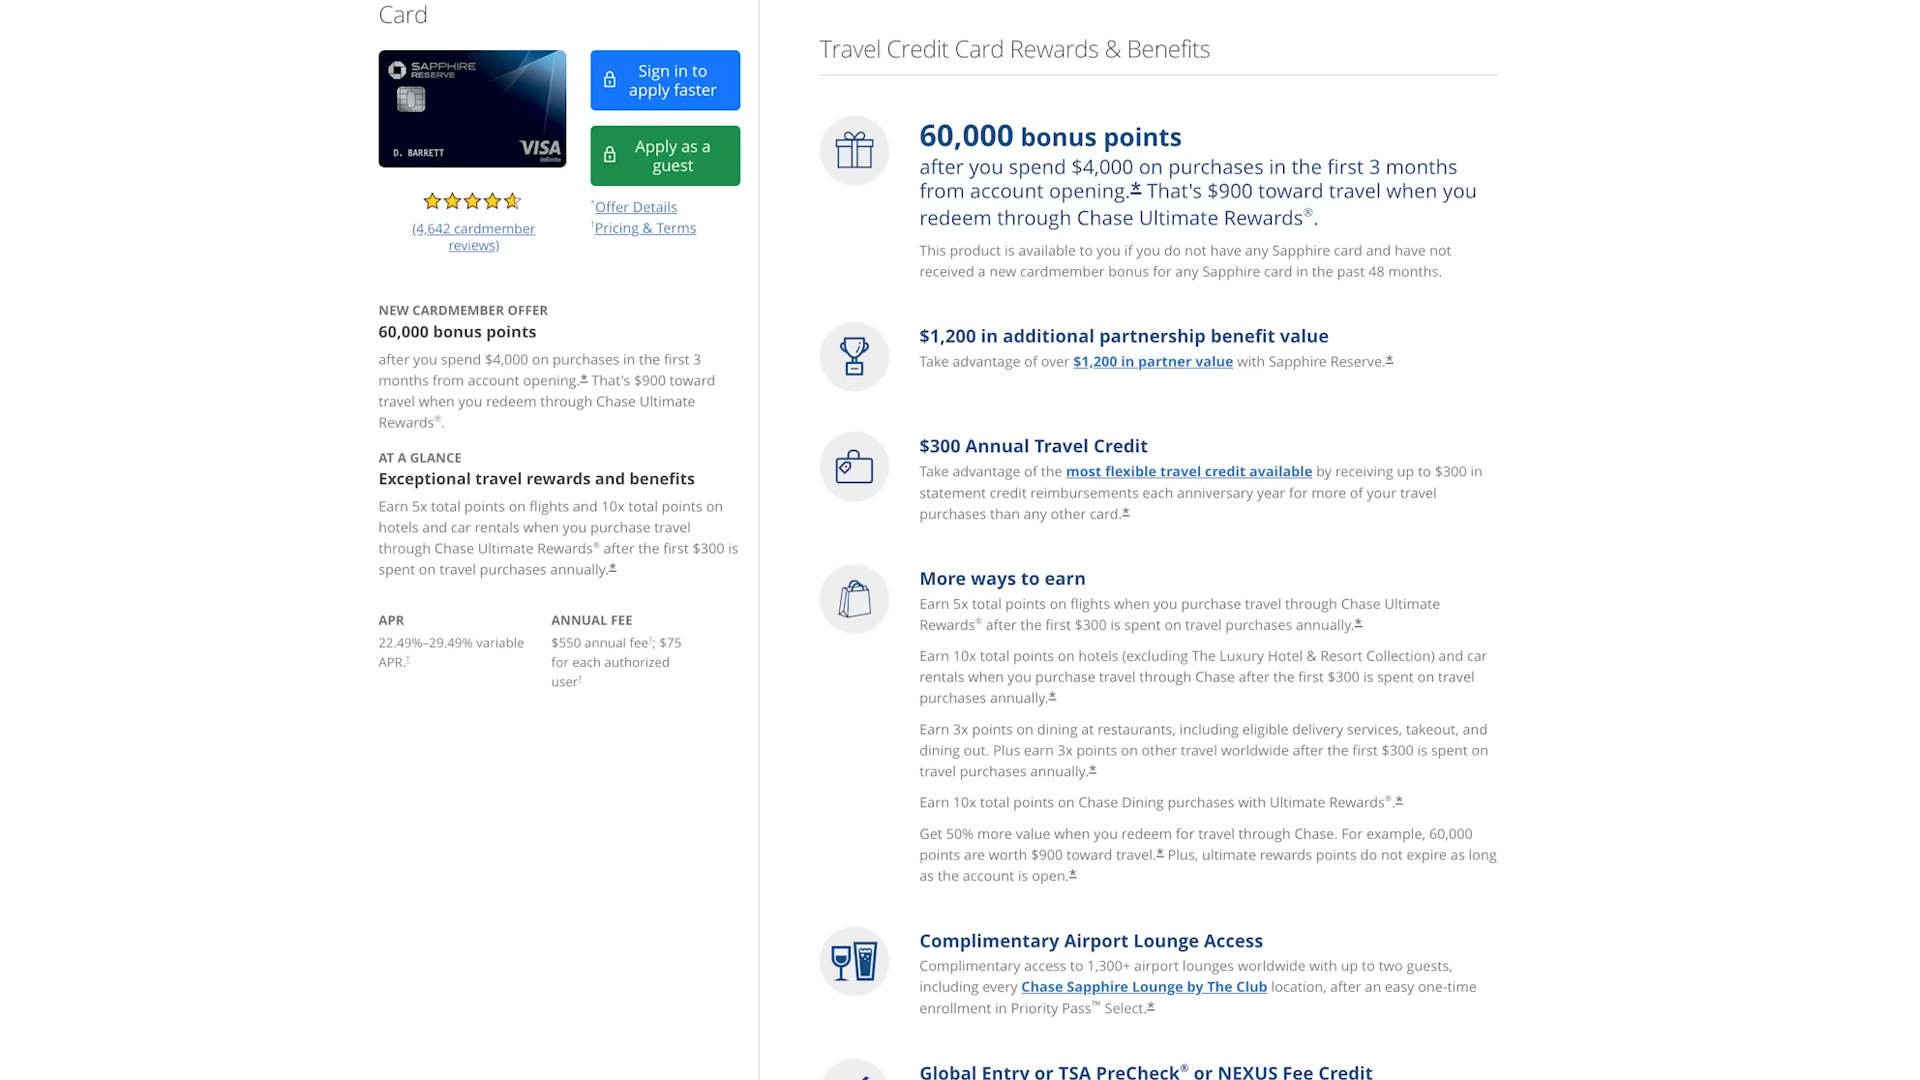 Card
SAPPHIRE
RESERVE
D. BARRETT
VISA
Infinite
Sign in to
apply faster
Apply as a
guest
*Offer Details
†Pricing & Terms
(4,642 cardmember
reviews)
NEW CARDMEMBER OFFER
60,000 bonus points
after you spend $4,000 on purchases in the first 3
months from account opening.* That's $900 toward
travel when you redeem through Chase Ultimate
Rewards®.
AT A GLANCE
Exceptional travel rewards and benefits
Earn 5x total points on flights and 10x total points on
hotels and car rentals when you purchase travel
through Chase Ultimate Rewards® after the first $300 is
spent on travel purchases annually.*
APR
22.49%–29.49% variable
APR.†
ANNUAL FEE
$550 annual fee†; $75
for each authorized
user†
Travel Credit Card Rewards & Benefits
60,000 bonus points
after you spend $4,000 on purchases in the first 3 months
from account opening.* That's $900 toward travel when you
redeem through Chase Ultimate Rewards®.
This product is available to you if you do not have any Sapphire card and have not
received a new cardmember bonus for any Sapphire card in the past 48 months.
$1,200 in additional partnership benefit value
Take advantage of over $1,200 in partner value with Sapphire Reserve.*
$300 Annual Travel Credit
Take advantage of the most flexible travel credit available by receiving up to $300 in
statement credit reimbursements each anniversary year for more of your travel
purchases than any other card.*
More ways to earn
Earn 5x total points on flights when you purchase travel through Chase Ultimate
Rewards® after the first $300 is spent on travel purchases annually.*
Earn 10x total points on hotels (excluding The Luxury Hotel & Resort Collection) and car
rentals when you purchase travel through Chase after the first $300 is spent on travel
purchases annually.*
Earn 3x points on dining at restaurants, including eligible delivery services, takeout, and
dining out. Plus earn 3x points on other travel worldwide after the first $300 is spent on
travel purchases annually.*
Earn 10x total points on Chase Dining purchases with Ultimate Rewards®.*
Get 50% more value when you redeem for travel through Chase. For example, 60,000
points are worth $900 toward travel.* Plus, ultimate rewards points do not expire as long
as the account is open.*
Complimentary Airport Lounge Access
Complimentary access to 1,300+ airport lounges worldwide with up to two guests,
including every Chase Sapphire Lounge by The Club location, after an easy one-time
enrollment in Priority Pass™ Select.*
Global Entry or TSA PreCheck® or NEXUS Fee Credit